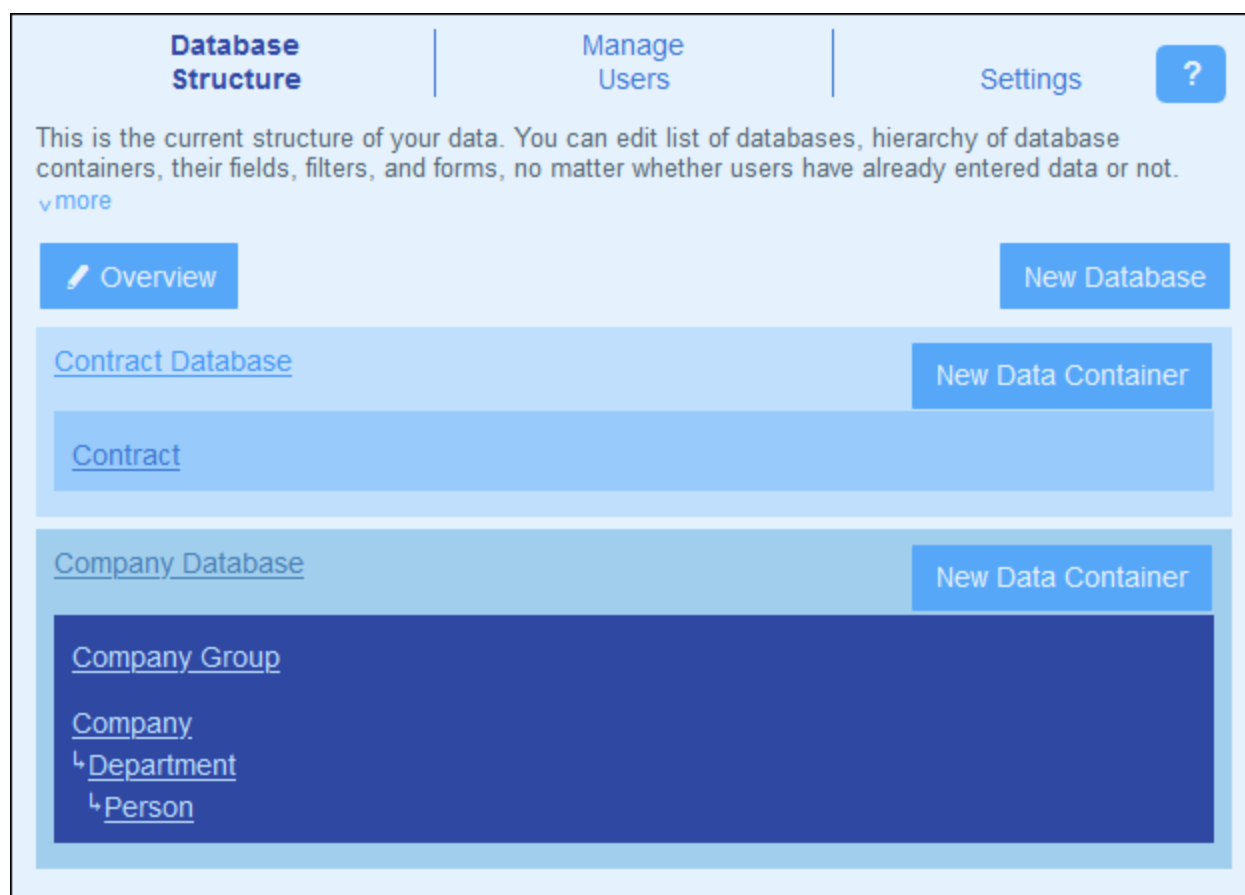 Database
Structure
Manage
Users
Settings
?
This is the current structure of your data. You can edit list of databases, hierarchy of database
containers, their fields, filters, and forms, no matter whether users have already entered data or not.
more
Overview
New Database
Contract Database
New Data Container
Contract
Company Database
New Data Container
Company Group
Company
↳Department
↳Person